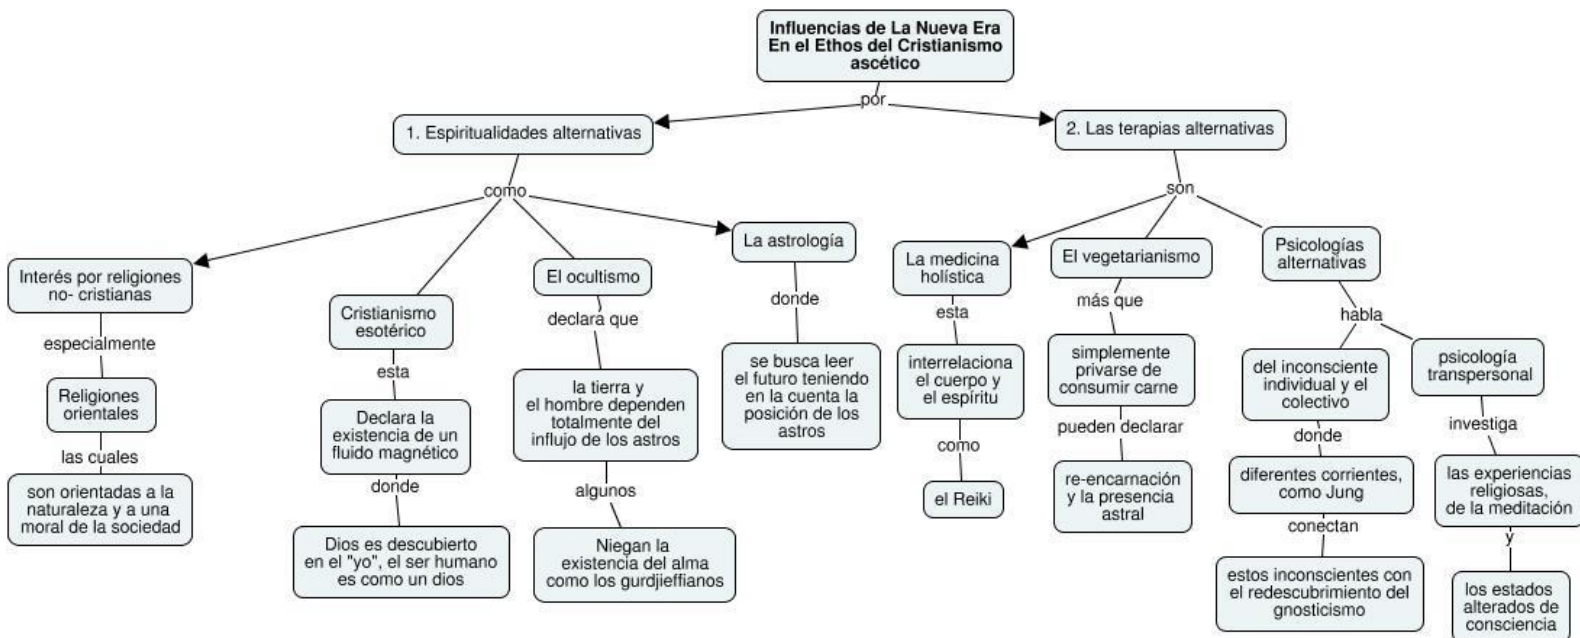 Influencias de La Nueva Era
En el Ethos del Cristianismo
ascético
por
1. Espiritualidades alternativas
2. Las terapias alternativas
como
son
Interés por religiones
no- cristianas
especialmente
Religiones
orientales
las cuales
son orientadas a la
naturaleza y a una
moral de la sociedad
Cristianismo
esotérico
esta
Declara la
existencia de un
fluido magnético
donde
Dios es descubierto
en el "yo", el ser humano
es como un dios
El ocultismo
declara que
la tierra y
el hombre dependen
totalmente del
influjo de los astros
algunos
Niegan la
existencia del alma
como los gurdjieffianos
La astrología
donde
se busca leer
el futuro teniendo
en la cuenta la
posición de los
astros
La medicina
holística
esta
interrelaciona
el cuerpo y
el espíritu
como
el Reiki
El vegetarianismo
más que
simplemente
privarse de
consumir carne
pueden declarar
re-encarnación
y la presencia
astral
Psicologías
alternativas
habla
del inconsciente
individual y el
colectivo
donde
diferentes corrientes,
como Jung
conectan
estos inconscientes con
el redescubrimiento del
gnosticismo
psicología
transpersonal
investiga
las experiencias
religiosas,
de la meditación
y
los estados
alterados de
consciencia